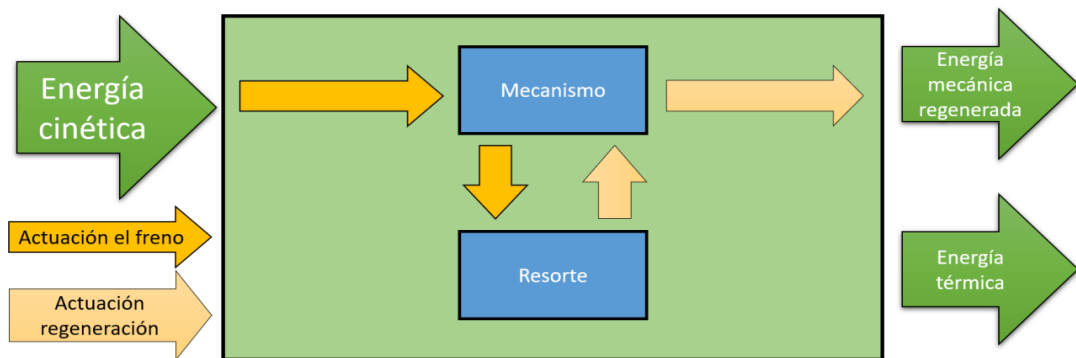 Energía
cinética
Actuación el freno
Actuación
regeneración
Mecanismo
Resorte
Energía
mecánica
regenerada
Energía
térmica